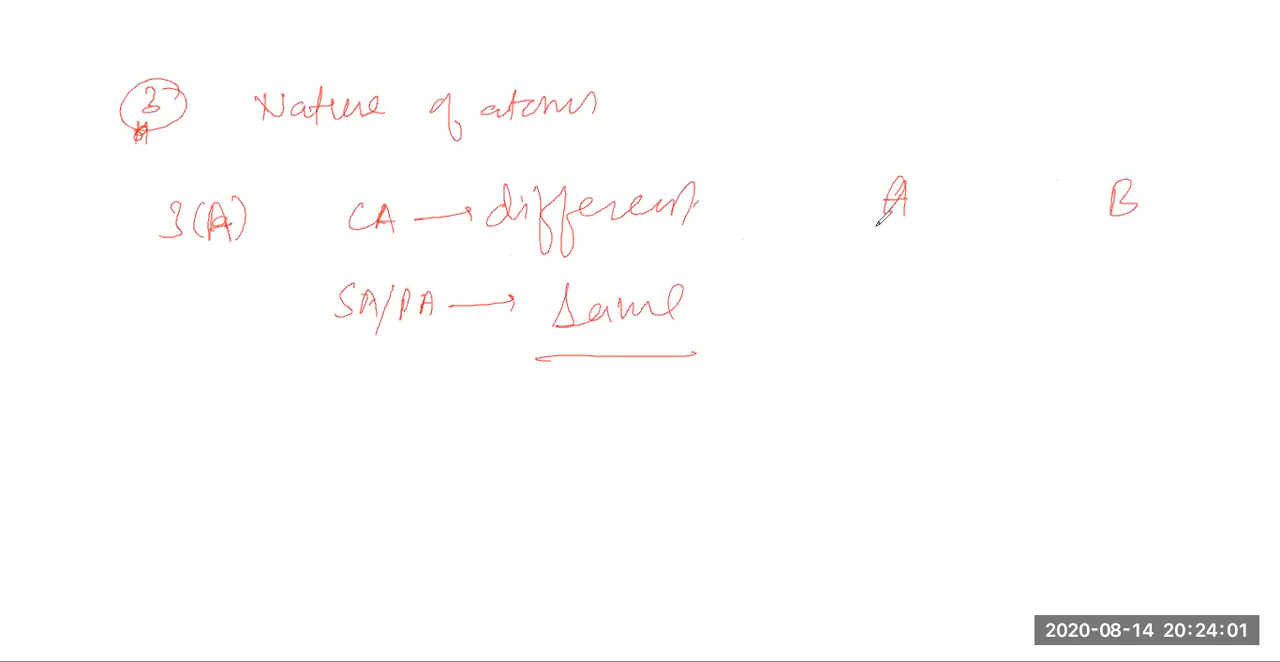 3 Nature of atoms
3(A) CA → different A B
SA/PA → Same
2020-08-14 20:24:01